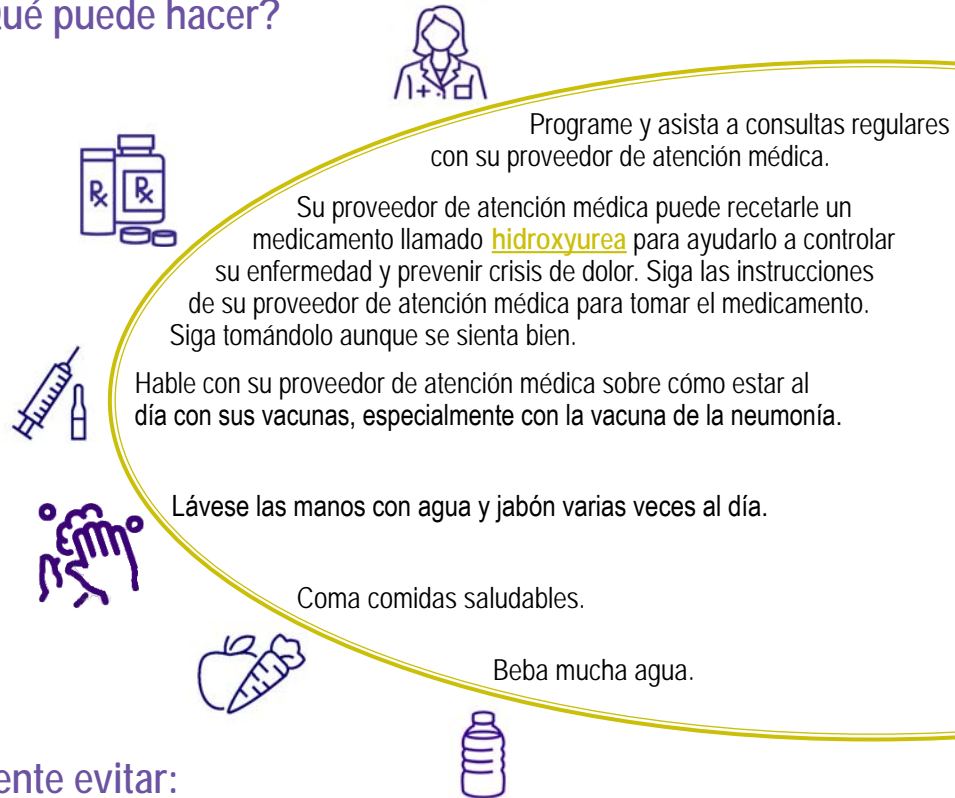 ué puede hacer?
Programe y asista a consultas regulares
con su proveedor de atención médica.
Su proveedor de atención médica puede recetarle un
medicamento llamado hidroxyurea para ayudarlo a controlar
su enfermedad y prevenir crisis de dolor. Siga las instrucciones
de su proveedor de atención médica para tomar el medicamento.
Siga tomándolo aunque se sienta bien.
Rx Rx
Hable con su proveedor de atención médica sobre cómo estar al
día con sus vacunas, especialmente con la vacuna de la neumonía.
Lávese las manos con agua y jabón varias veces al día.
Coma comidas saludables.
Beba mucha agua.
ente evitar: